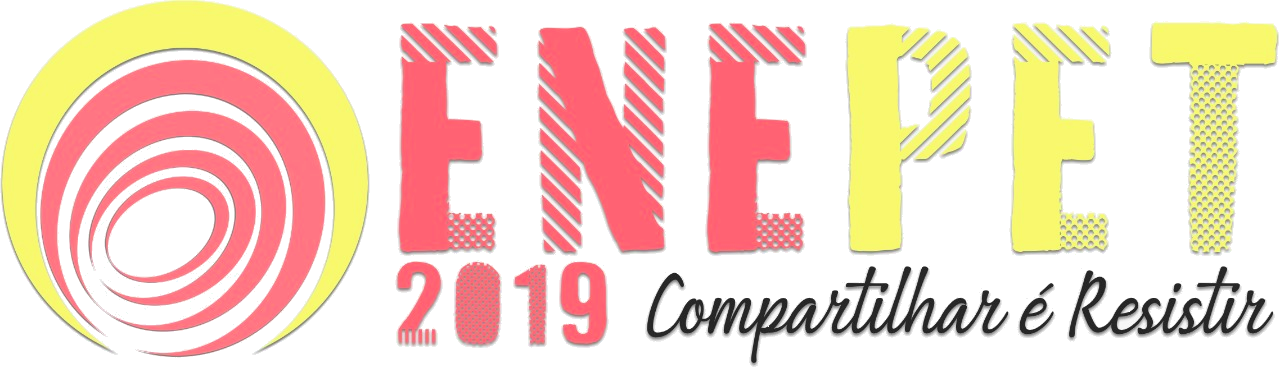 ENEPET
2019 Compartilhar é Resistir